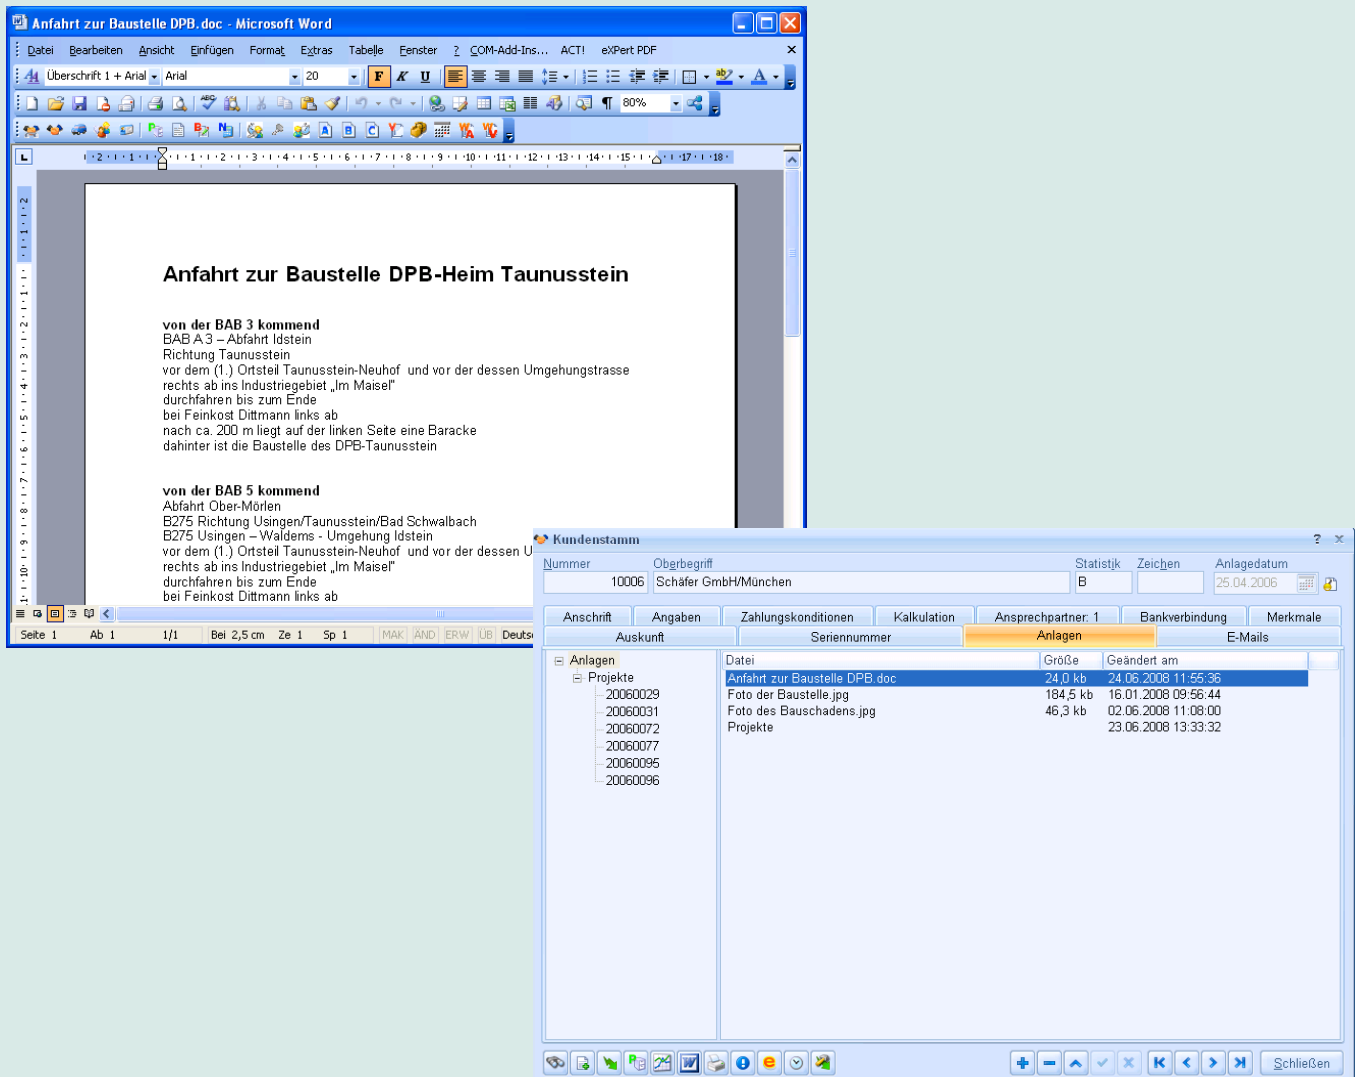 Anfahrt zur Baustelle DPB.doc - Microsoft Word
Datei Bearbeiten Ansicht Einfügen Format Extras Tabelle Fenster ? COM-Add-Ins... ACT! eXPert PDF
Überschrift 1 + Arial Arial 20 F K U
80%
Anfahrt zur Baustelle DPB-Heim Taunusstein
von der BAB 3 kommend
BAB A 3 – Abfahrt Idstein
Richtung Taunusstein
vor dem (1.) Ortsteil Taunusstein-Neuhof und vor der dessen Umgehungstrasse
rechts ab ins Industriegebiet „Im Maisel"
durchfahren bis zum Ende
bei Feinkost Dittmann links ab
nach ca. 200 m liegt auf der linken Seite eine Baracke
dahinter ist die Baustelle des DPB-Taunusstein
von der BAB 5 kommend
Abfahrt Ober-Mörlen
B275 Richtung Usingen/Taunusstein/Bad Schwalbach
B275 Usingen – Waldems - Umgehung Idstein
vor dem (1.) Ortsteil Taunusstein-Neuhof und vor der dessen U
rechts ab ins Industriegebiet „Im Maisel"
durchfahren bis zum Ende
bei Feinkost Dittmann links ab
Seite 1 Ab 1 1/1 Bei 2,5 cm Ze 1 Sp 1 MAK ÄND ERW ÜB Deuts
Kundenstamm
Nummer Oberbegriff Statistik Zeichen Anlagedatum
10006 Schäfer GmbH/München B 25.04.2006
Anschrift Angaben Zahlungskonditionen Kalkulation Ansprechpartner: 1 Bankverbindung Merkmale
Auskunft Seriennummer Anlagen E-Mails
Anlagen
Projekte
20060029
20060031
20060072
20060077
20060095
20060096
Datei Größe Geändert am
Anfahrt zur Baustelle DPB.doc 24,0 kb 24.06.2008 11:55:36
Foto der Baustelle.jpg 184,5 kb 16.01.2008 09:56:44
Foto des Bauschadens.jpg 46,3 kb 02.06.2008 11:08:00
Projekte 23.06.2008 13:33:32
Schließen